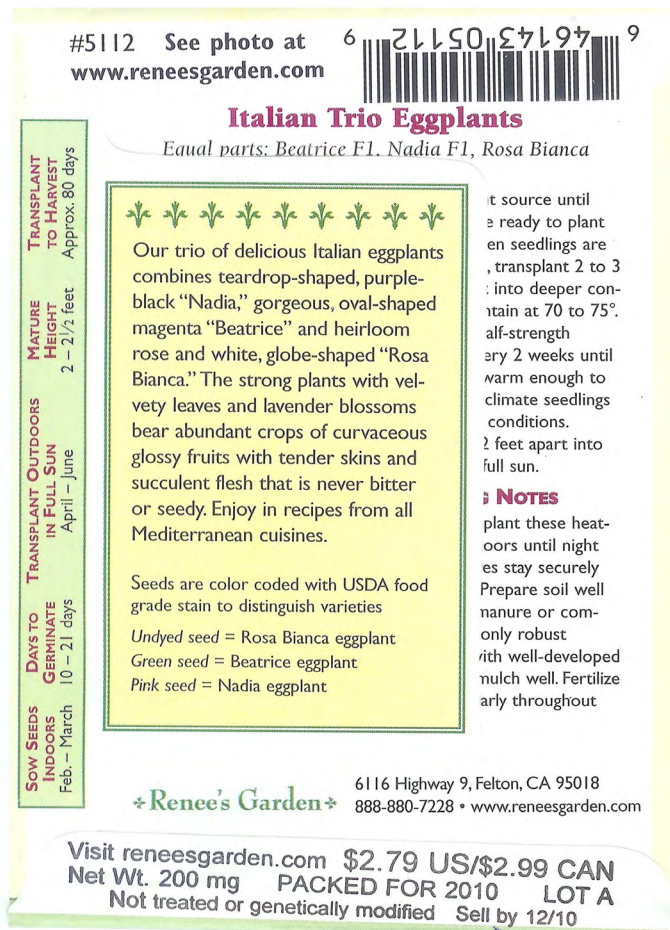 #5112 See photo at
www.reneesgarden.com
9 46143 05112 6
Italian Trio Eggplants
Equal parts: Beatrice F1, Nadia F1, Rosa Bianca
SOW SEEDS
INDOORS
Feb. – March
DAYS TO
GERMINATE
10 – 21 days
TRANSPLANT OUTDOORS
IN FULL SUN
April – June
MATURE
HEIGHT
2 – 2½ feet
TRANSPLANT
TO HARVEST
Approx. 80 days
Our trio of delicious Italian eggplants
combines teardrop-shaped, purple-
black “Nadia,” gorgeous, oval-shaped
magenta “Beatrice” and heirloom
rose and white, globe-shaped “Rosa
Bianca.” The strong plants with vel-
vety leaves and lavender blossoms
bear abundant crops of curvaceous
glossy fruits with tender skins and
succulent flesh that is never bitter
or seedy. Enjoy in recipes from all
Mediterranean cuisines.
Seeds are color coded with USDA food
grade stain to distinguish varieties
Undyed seed = Rosa Bianca eggplant
Green seed = Beatrice eggplant
Pink seed = Nadia eggplant
t source until
e ready to plant
en seedlings are
, transplant 2 to 3
into deeper con-
ntain at 70 to 75°.
alf-strength
ery 2 weeks until
warm enough to
climate seedlings
conditions.
2 feet apart into
full sun.
NOTES
plant these heat-
oors until night
es stay securely
Prepare soil well
manure or com-
only robust
with well-developed
mulch well. Fertilize
arly throughout
Renee's Garden
6116 Highway 9, Felton, CA 95018
888-880-7228 • www.reneesgarden.com
Visit reneesgarden.com $2.79 US/$2.99 CAN
Net Wt. 200 mg PACKED FOR 2010 LOT A
Not treated or genetically modified Sell by 12/10